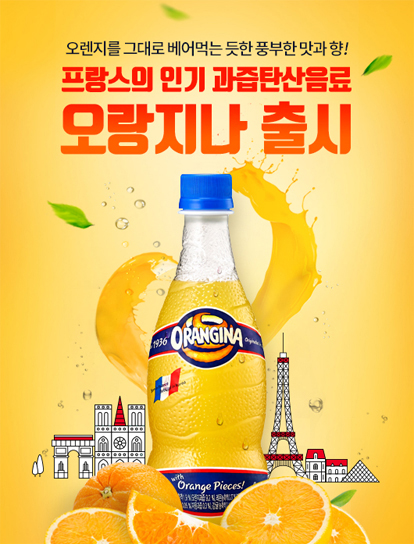 오렌지를 그대로 베어먹는 듯한 풍부한 맛과 향!
프랑스의 인기 과즙탄산음료
오랑지나 출시
1936
ORANGINA
with
Orange Pieces!